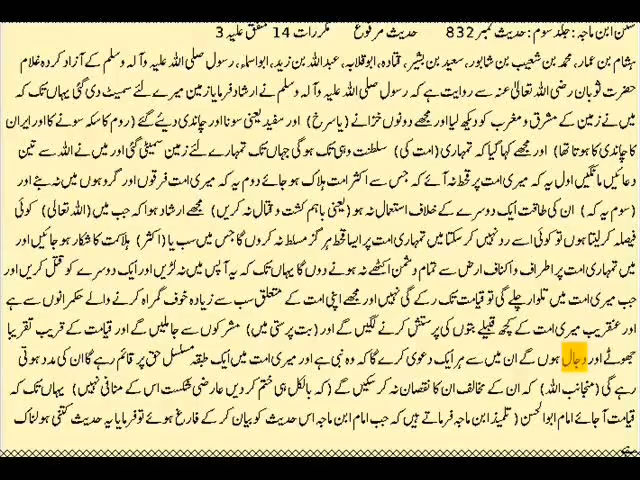 سنن ابن ماجہ: جلد سوم: حدیث نمبر 832 حدیث مرفوع مکررات 14 متفق علیہ 3
ہشام بن عمار، محمد بن شعیب بن شابور، سعید بن بشیر، قتادہ، ابوقلابہ، عبداللہ بن زید، ابواسماء، رسول صلی اللہ علیہ وآلہ وسلم کے آزاد کردہ غلام
حضرت ثوبان رضی اللہ تعالیٰ عنہ سے روایت ہے کہ رسول صلی اللہ علیہ وآلہ وسلم نے ارشاد فرمایا زمین میرے لئے سمیٹ دی گئی یہاں تک کہ
میں نے زمین کے مشرق و مغرب کو دیکھ لیا اور مجھے دونوں خزانے (یا سرخ) اور سفید یعنی سونا اور چاندی دیئے گئے (روم کا سکہ سونے کا اور ایران
کا چاندی کا ہوتا تھا) اور مجھے کہا گیا کہ تمہاری (امت کی) سلطنت وہی تک ہوگی جہاں تک تمہارے لئے زمین سمیٹی گئی اور میں نے اللہ سے تین
دعائیں مانگیں اول یہ کہ میری امت پر قحط نہ آئے کہ جس سے اکثر امت ہلاک ہو جائے دوم یہ کہ میری امت فرقوں اور گروہوں میں نہ بٹے اور
(سوم یہ کہ) ان کی طاقت ایک دوسرے کے خلاف استعمال نہ ہو (یعنی باہم کشت و قتال نہ کریں) مجھے ارشاد ہوا کہ جب میں (اللہ تعالی) کوئی
فیصلہ کر لیتا ہوں تو کوئی اسے رد نہیں کر سکتا میں تمہاری امت پر ایسا قحط ہرگز مسلط نہ کروں گا جس میں سب یا (اکثر) ہلاکت کا شکار ہو جائیں اور
میں تمہاری امت پر اطراف و اکناف ارض سے تمام دشمن اکٹھے نہ ہونے دوں گا یہاں تک کہ یہ آپس میں نہ لڑیں اور ایک دوسرے کو قتل کریں اور
جب میری امت میں تلوار چلے گی تو قیامت تک رکے گی نہیں اور مجھے اپنی امت کے متعلق سب سے زیادہ خوف گمراہ کرنے والے حکمرانوں سے ہے
اور عنقریب میری امت کے کچھ قبیلے بتوں کی پرستش کرنے لگیں گے اور (بت پرستی میں) مشرکوں سے جا ملیں گے اور قیامت کے قریب تقریبا
جھوٹے اور دجال ہوں گے ان میں سے ہر ایک دعوی کرے گا کہ وہ نبی ہے اور میری امت میں ایک طبقہ مسلسل حق پر قائم رہے گا ان کی مدد ہوتی
رہے گی (منجانب اللہ) کہ ان کے مخالف ان کا نقصان نہ کر سکیں گے (کہ بالکل ہی ختم کر دیں عارضی شکست اس کے منافی نہیں) یہاں تک کہ
قیامت آجائے امام ابوالحسن (تلمیذ ابن ماجہ فرماتے ہیں کہ جب امام ابن ماجہ اس حدیث کو بیان کر کے فارغ ہوئے تو فرمایا یہ حدیث کتنی ہولناک
ہے